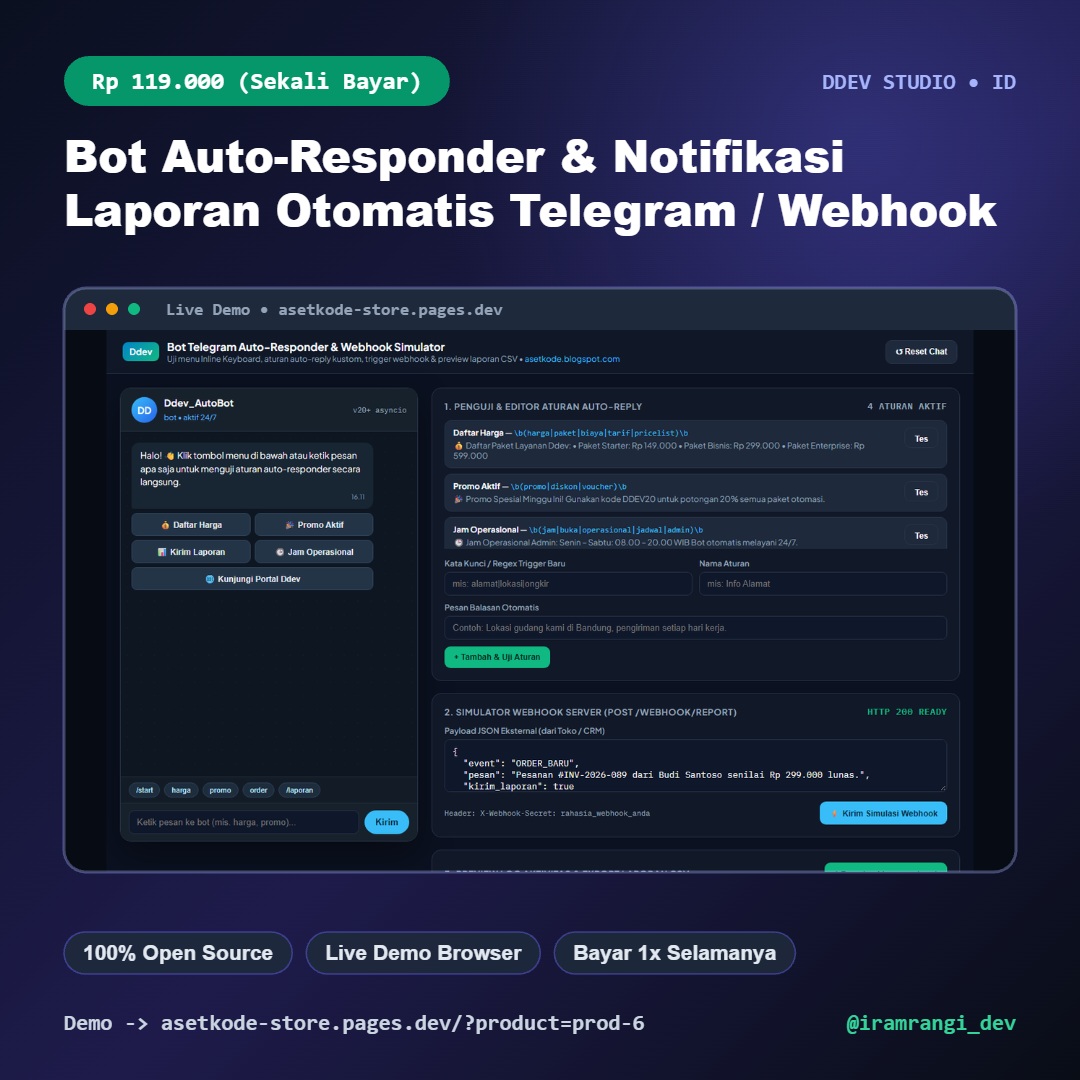 Rp 119.000 (Sekali Bayar)
DDEV STUDIO • ID
Bot Auto-Responder & Notifikasi
Laporan Otomatis Telegram / Webhook
Live Demo • asetkode-store.pages.dev
Ddev
Bot Telegram Auto-Responder & Webhook Simulator
Uji menu Inline Keyboard, aturan auto-reply kustom, trigger webhook & preview laporan CSV • asetkode.blogspot.com
↺ Reset Chat
DD
Ddev_AutoBot
bot • aktif 24/7
v20+ asyncio
Halo! 👋 Klik tombol menu di bawah atau ketik pesan
apa saja untuk menguji aturan auto-responder secara
langsung.
16.11
💰 Daftar Harga
🎉 Promo Aktif
📊 Kirim Laporan
🕒 Jam Operasional
🌐 Kunjungi Portal Ddev
/start
harga
promo
order
/laporan
Ketik pesan ke bot (mis. harga, promo)...
Kirim
1. PENGUJI & EDITOR ATURAN AUTO-REPLY
4 ATURAN AKTIF
Daftar Harga — \b(harga|paket|biaya|tarif|pricelist)\b
💰 Daftar Paket Layanan Ddev: • Paket Starter: Rp 149.000 • Paket Bisnis: Rp 299.000 • Paket Enterprise: Rp
599.000
Tes
Promo Aktif — \b(promo|diskon|voucher)\b
🎉 Promo Spesial Minggu Ini! Gunakan kode DDEV20 untuk potongan 20% semua paket otomasi.
Tes
Jam Operasional — \b(jam|buka|operasional|jadwal|admin)\b
🕒 Jam Operasional Admin: Senin - Sabtu: 08.00 - 20.00 WIB Bot otomatis melayani 24/7.
Tes
Kata Kunci / Regex Trigger Baru
Nama Aturan
mis: alamat|lokasi|ongkir
mis: Info Alamat
Pesan Balasan Otomatis
Contoh: Lokasi gudang kami di Bandung, pengiriman setiap hari kerja.
+ Tambah & Uji Aturan
2. SIMULATOR WEBHOOK SERVER (POST /WEBHOOK/REPORT)
HTTP 200 READY
Payload JSON Eksternal (dari Toko / CRM)
{
"event": "ORDER_BARU",
"pesan": "Pesanan #INV-2026-089 dari Budi Santoso senilai Rp 299.000 lunas.",
"kirim_laporan": true
Header: X-Webhook-Secret: rahasia_webhook_anda
Kirim Simulasi Webhook
100% Open Source
Live Demo Browser
Bayar 1x Selamanya
Demo -> asetkode-store.pages.dev/?product=prod-6
@iramrangi_dev